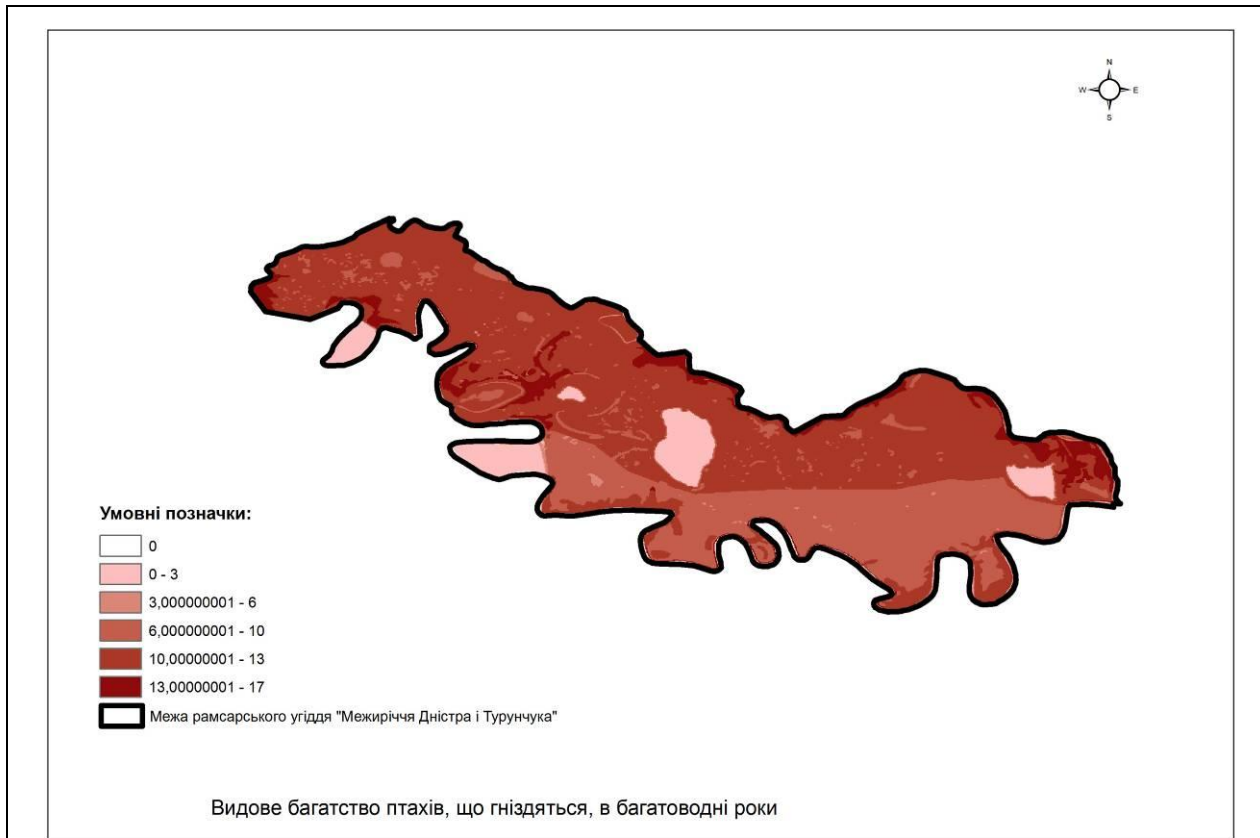 N
W E
S
Умовні позначки:
0
0 - 3
3,000000001 - 6
6,000000001 - 10
10,00000001 - 13
13,00000001 - 17
Межа рамсарського угіддя "Межиріччя Дністра і Турунчука"
Видове багатство птахів, що гніздяться, в багатоводні роки